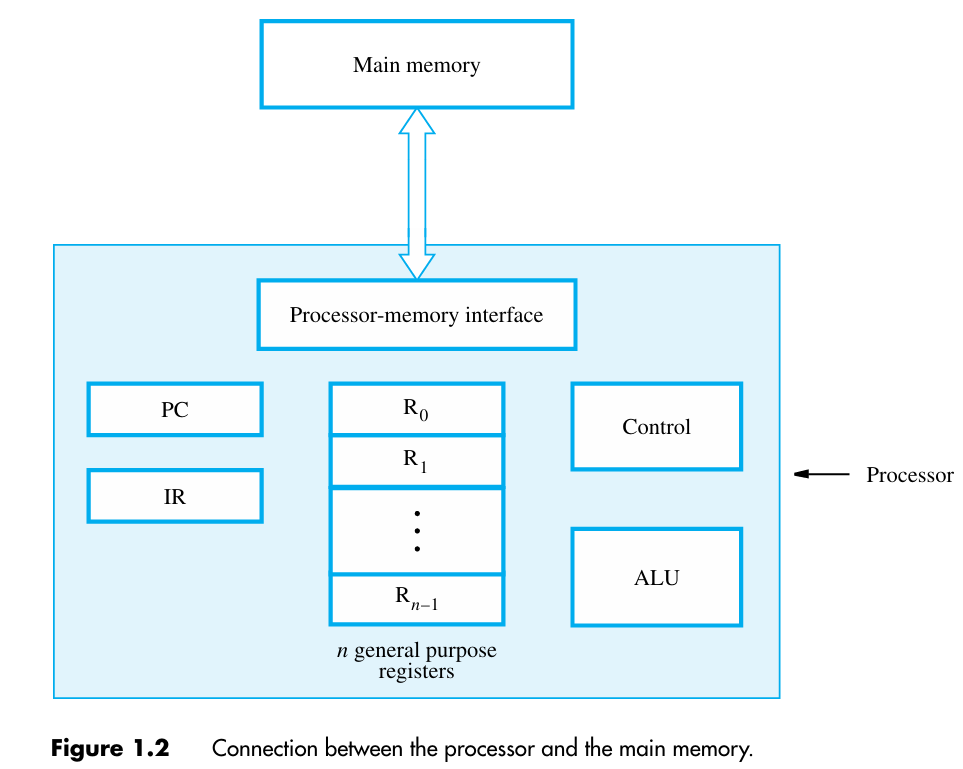 Main memory
Processor-memory interface
PC
IR
R0
R1
Rn–1
n general purpose
registers
Control
ALU
Processor
Figure 1.2 Connection between the processor and the main memory.